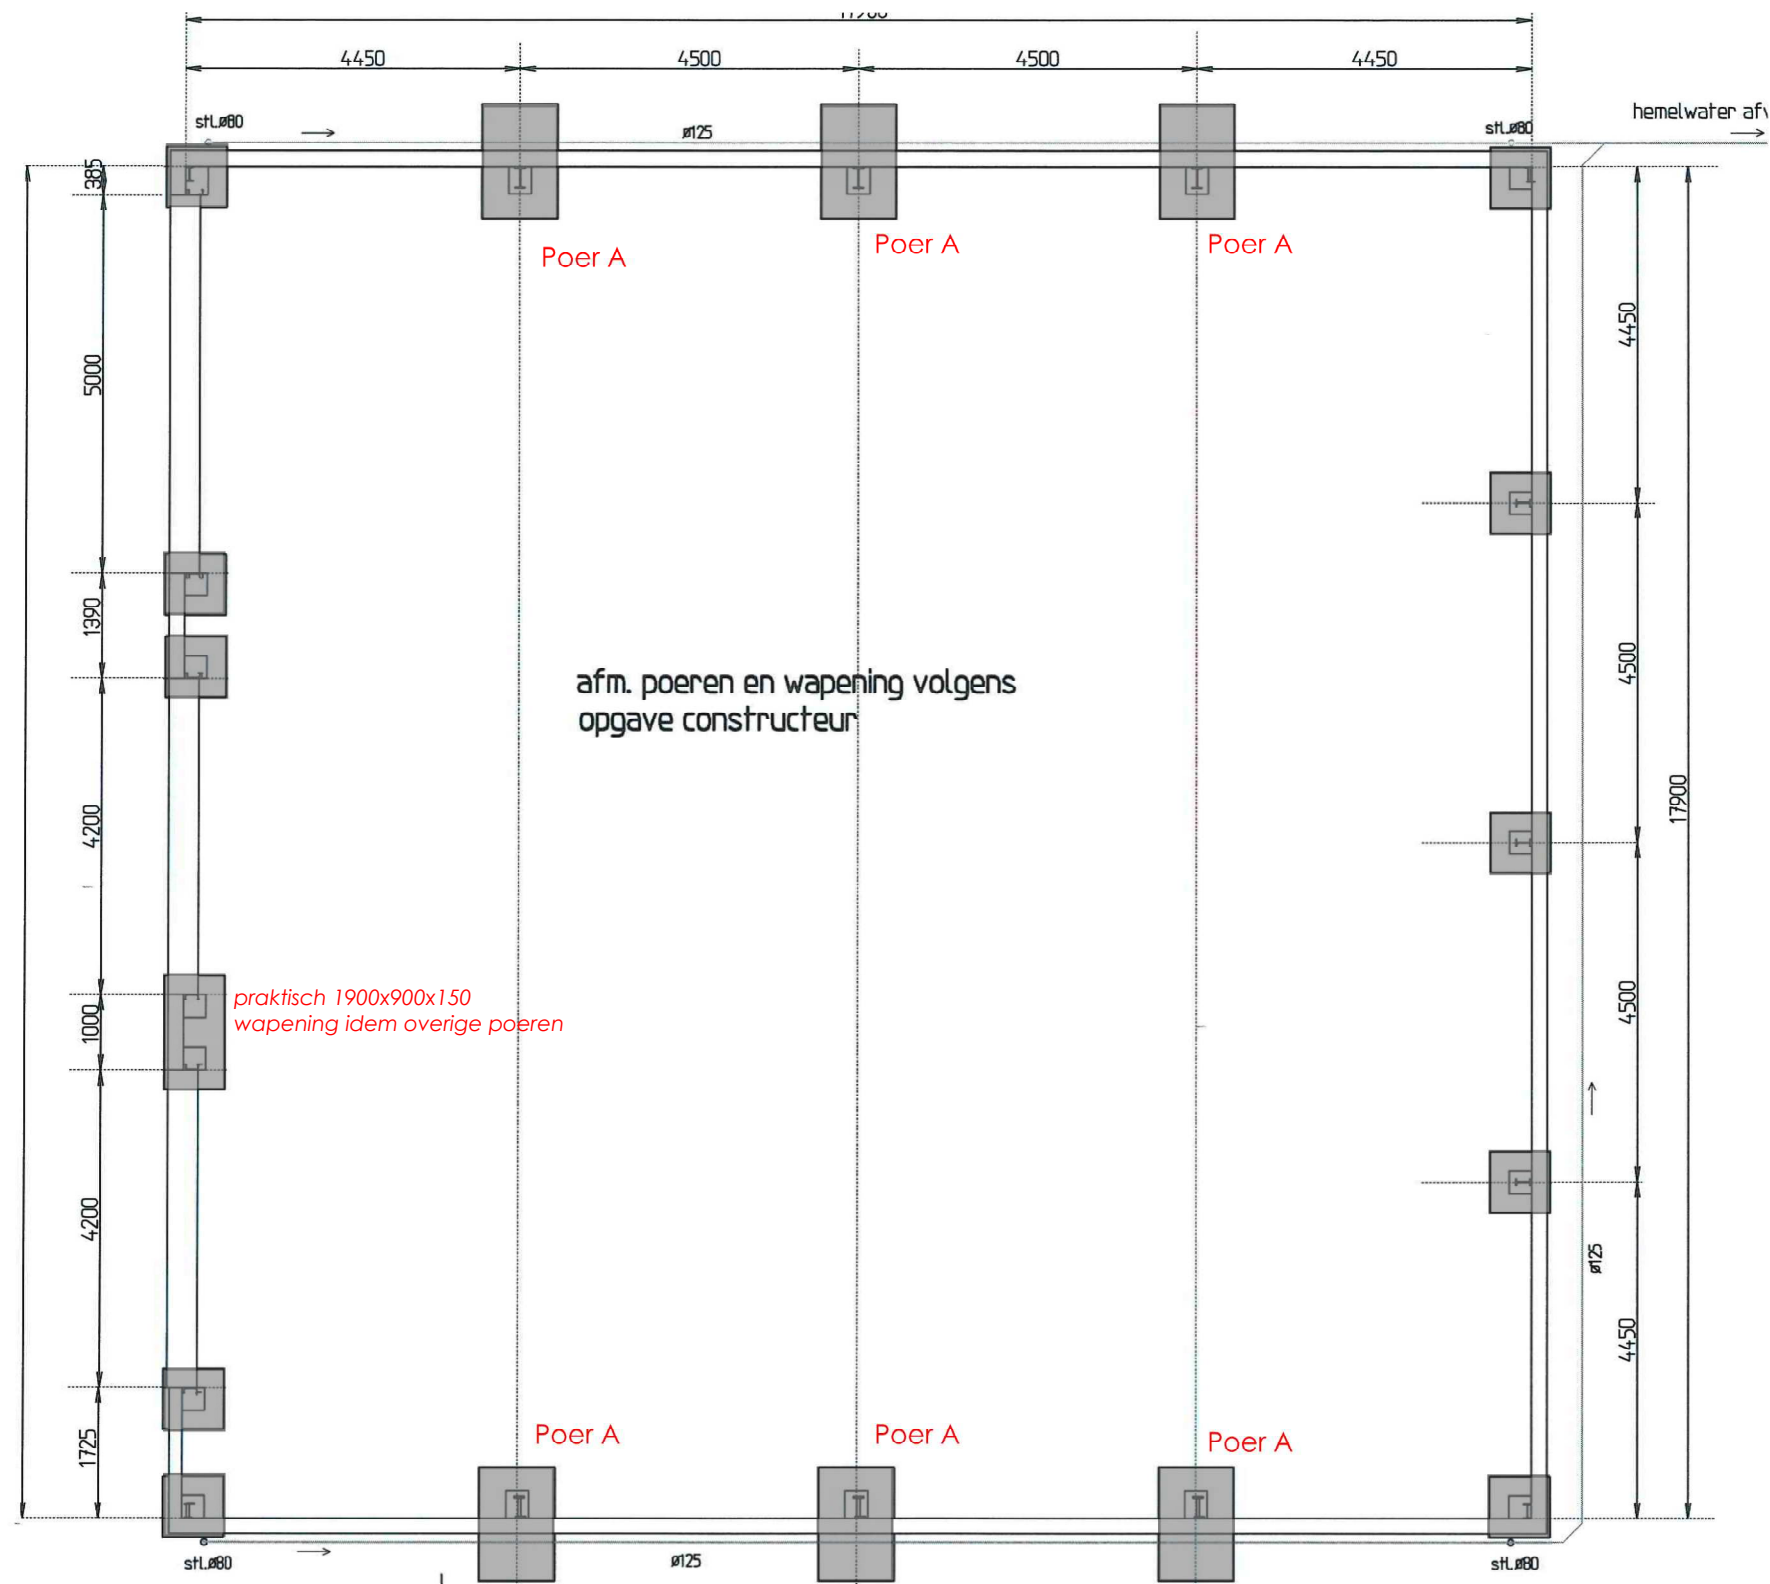 4450
4500
4500
4450
stl.ø80
ø125
stl.ø80
hemelwater
385
Poer A
Poer A
Poer A
5000
4450
1390
4500
afm. poeren en wapening volgens
opgave constructeur
4200
17900
praktisch 1900x900x150
wapening idem overige poeren
1000
4500
4200
ø125
4450
1725
Poer A
Poer A
Poer A
stl.ø80
ø125
stl.ø80